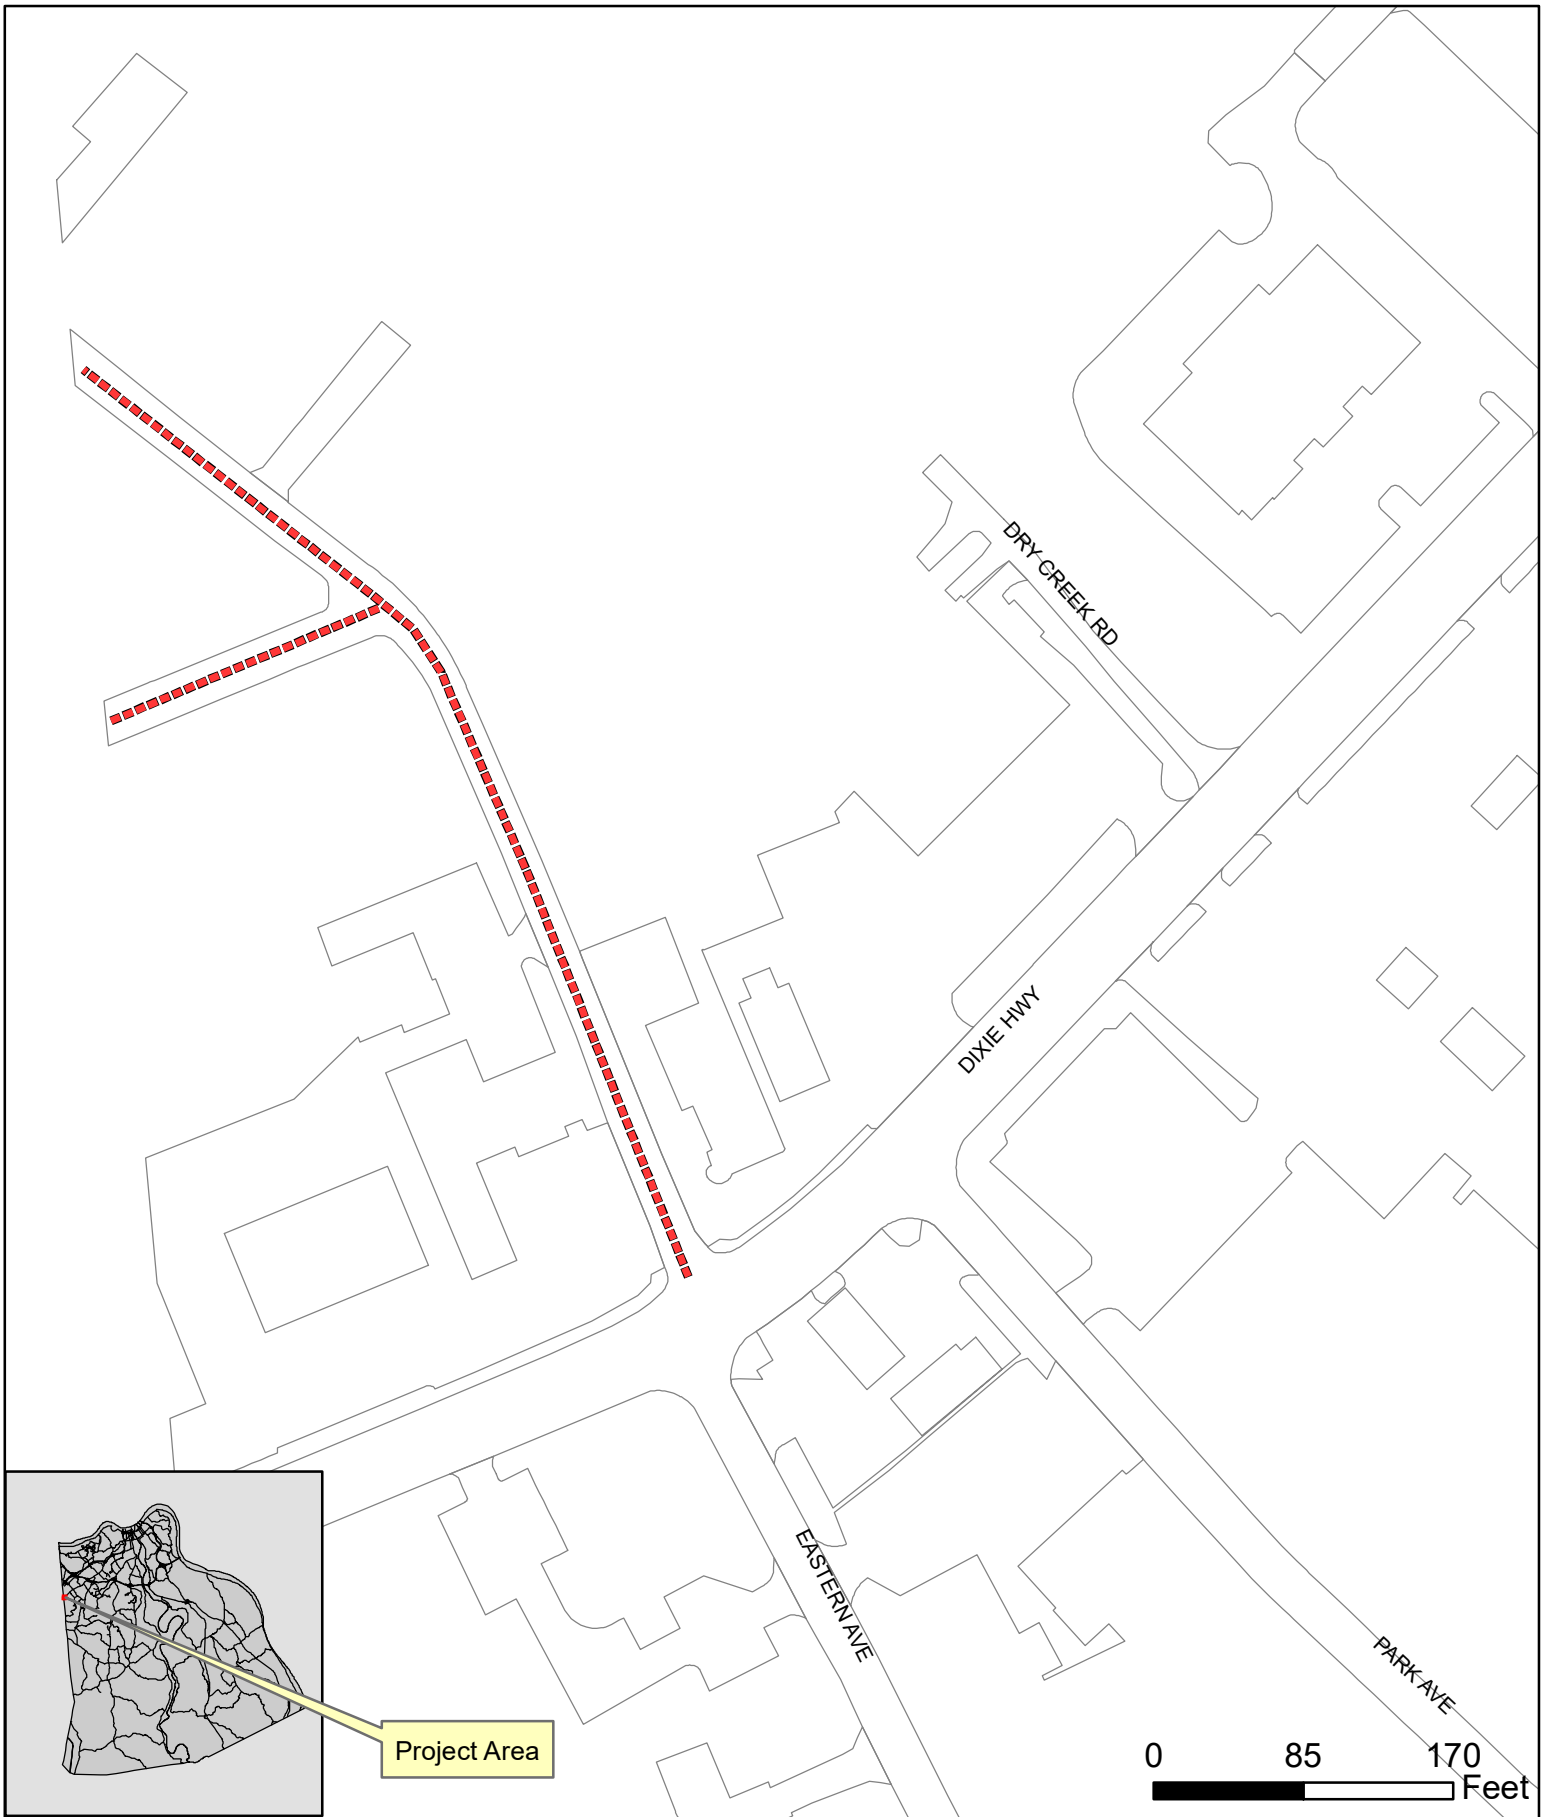 DRY CREEK RD
DIXIE HWY
EASTERN AVE
PARK AVE
Project Area
0 85 170
Feet